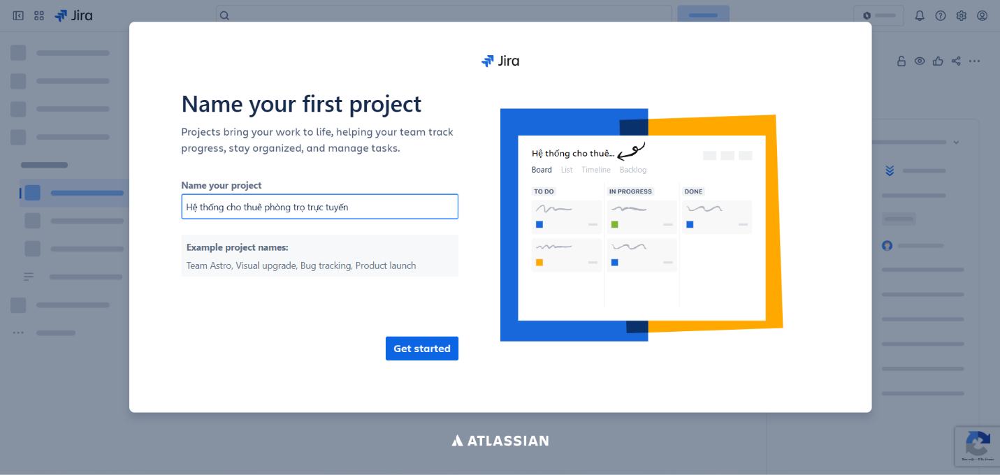 Jira
Jira
Name your first project
Projects bring your work to life, helping your team track
progress, stay organized, and manage tasks.
Name your project
Hệ thống cho thuê phòng trọ trực tuyến
Example project names:
Team Astro, Visual upgrade, Bug tracking, Product launch
Get started
Hệ thống cho thuê...
Board List Timeline Backlog
TO DO IN PROGRESS DONE
ATLASSIAN